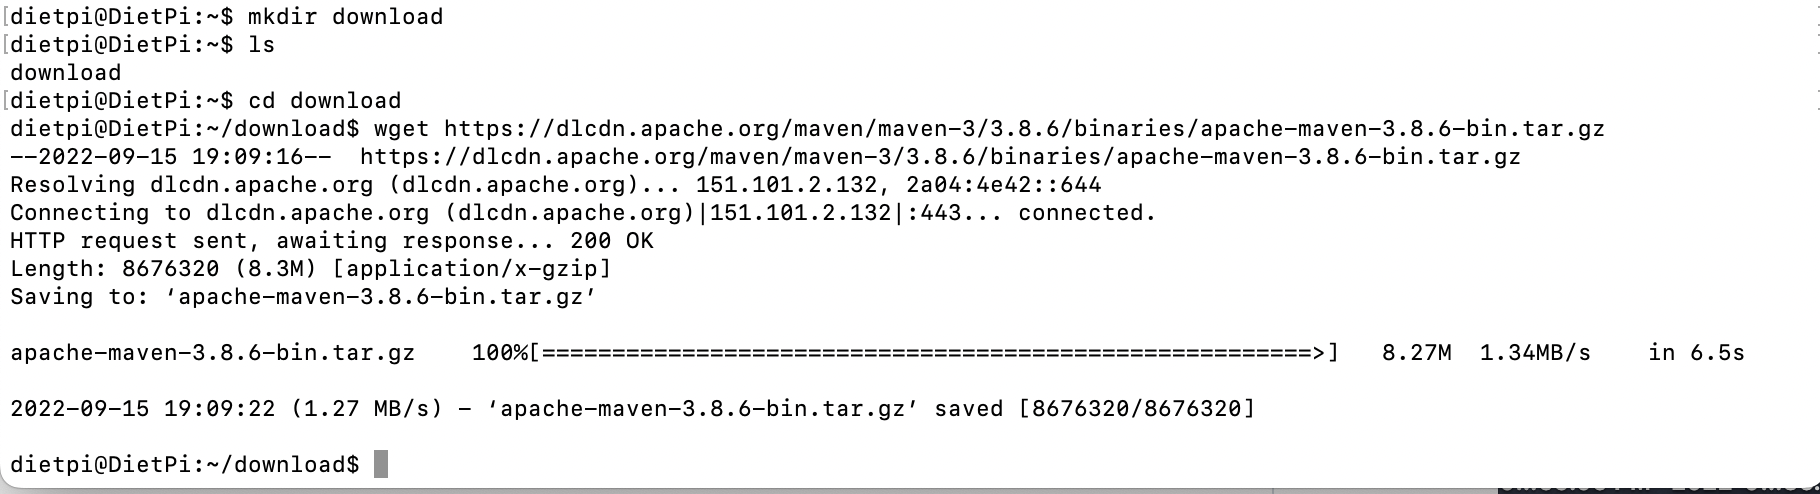 dietpi@DietPi:~$ mkdir download
dietpi@DietPi:~$ ls
download
dietpi@DietPi:~$ cd download
dietpi@DietPi:~/download$ wget https://dlcdn.apache.org/maven/maven-3/3.8.6/binaries/apache-maven-3.8.6-bin.tar.gz
--2022-09-15 19:09:16--  https://dlcdn.apache.org/maven/maven-3/3.8.6/binaries/apache-maven-3.8.6-bin.tar.gz
Resolving dlcdn.apache.org (dlcdn.apache.org)... 151.101.2.132, 2a04:4e42::644
Connecting to dlcdn.apache.org (dlcdn.apache.org)|151.101.2.132|:443... connected.
HTTP request sent, awaiting response... 200 OK
Length: 8676320 (8.3M) [application/x-gzip]
Saving to: ‘apache-maven-3.8.6-bin.tar.gz’
apache-maven-3.8.6-bin.tar.gz    100%[=======================================================>]   8.27M  1.34MB/s    in 6.5s
2022-09-15 19:09:22 (1.27 MB/s) - ‘apache-maven-3.8.6-bin.tar.gz’ saved [8676320/8676320]
dietpi@DietPi:~/download$